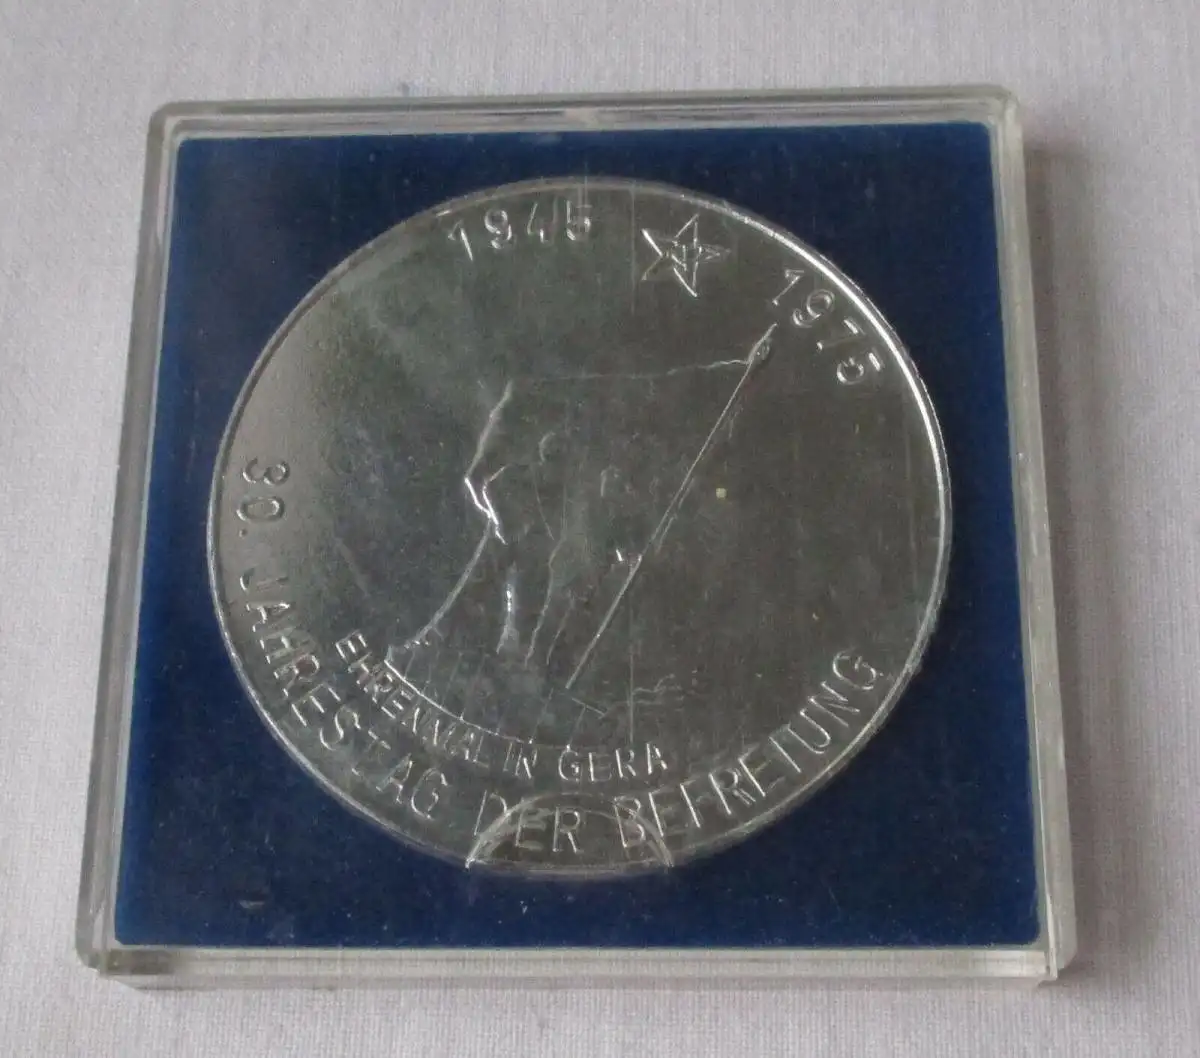 1945 1975
30. JAHRESTAG DER BEFREIUNG
EHRENMAL IN GERA